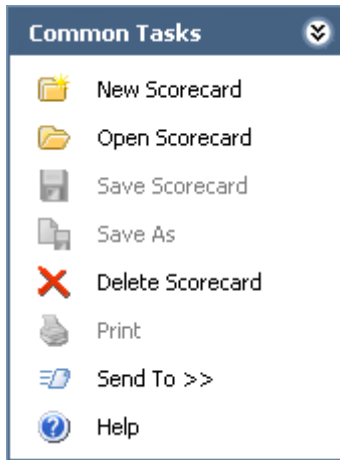 Common Tasks
New Scorecard
Open Scorecard
Save Scorecard
Save As
Delete Scorecard
Print
Send To >>
Help